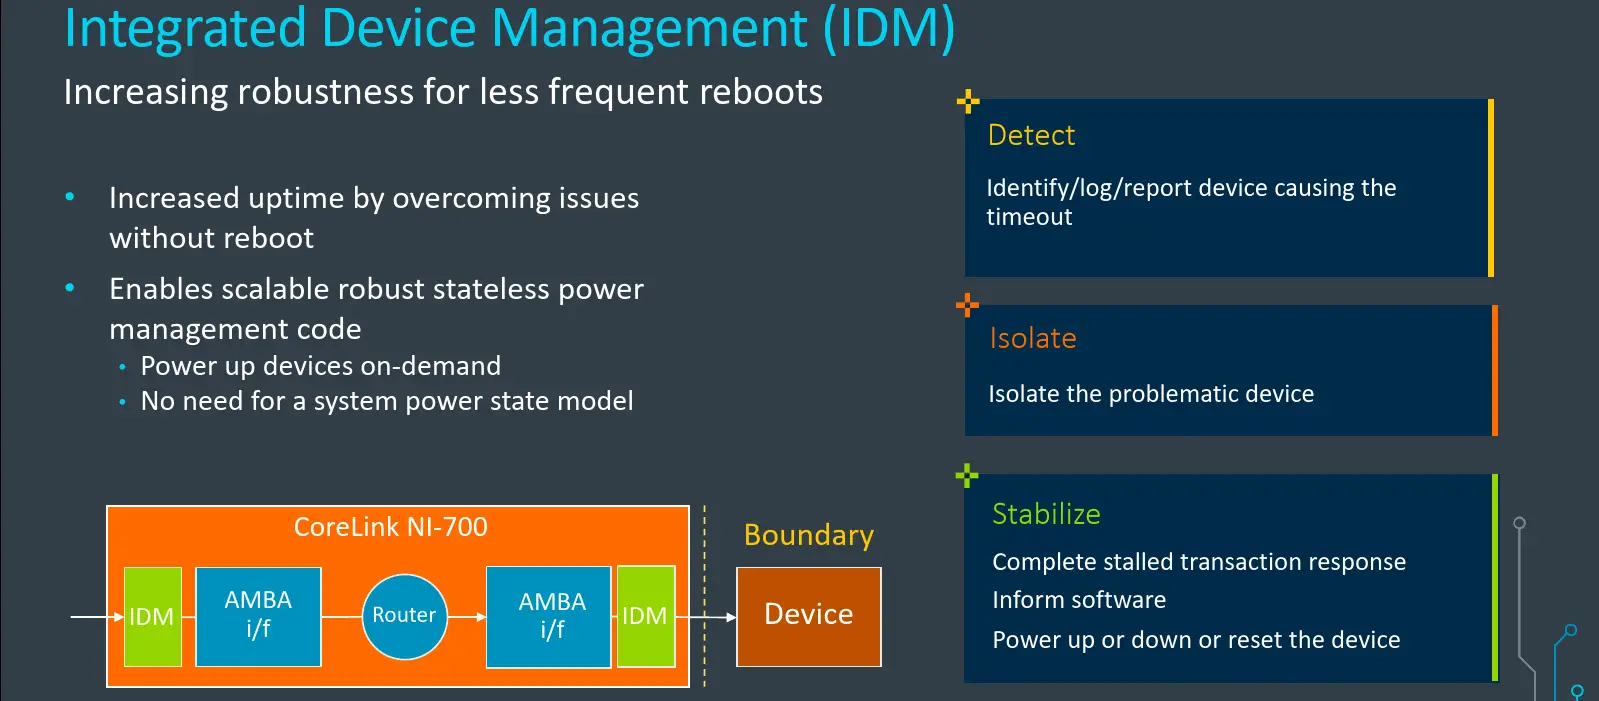 Integrated Device Management (IDM)
Increasing robustness for less frequent reboots
• Increased uptime by overcoming issues
without reboot
• Enables scalable robust stateless power
management code
• Power up devices on-demand
• No need for a system power state model
CoreLink NI-700
IDM
AMBA
i/f
Router
AMBA
i/f
IDM
Boundary
Device
Detect
Identify/log/report device causing the
timeout
Isolate
Isolate the problematic device
Stabilize
Complete stalled transaction response
Inform software
Power up or down or reset the device